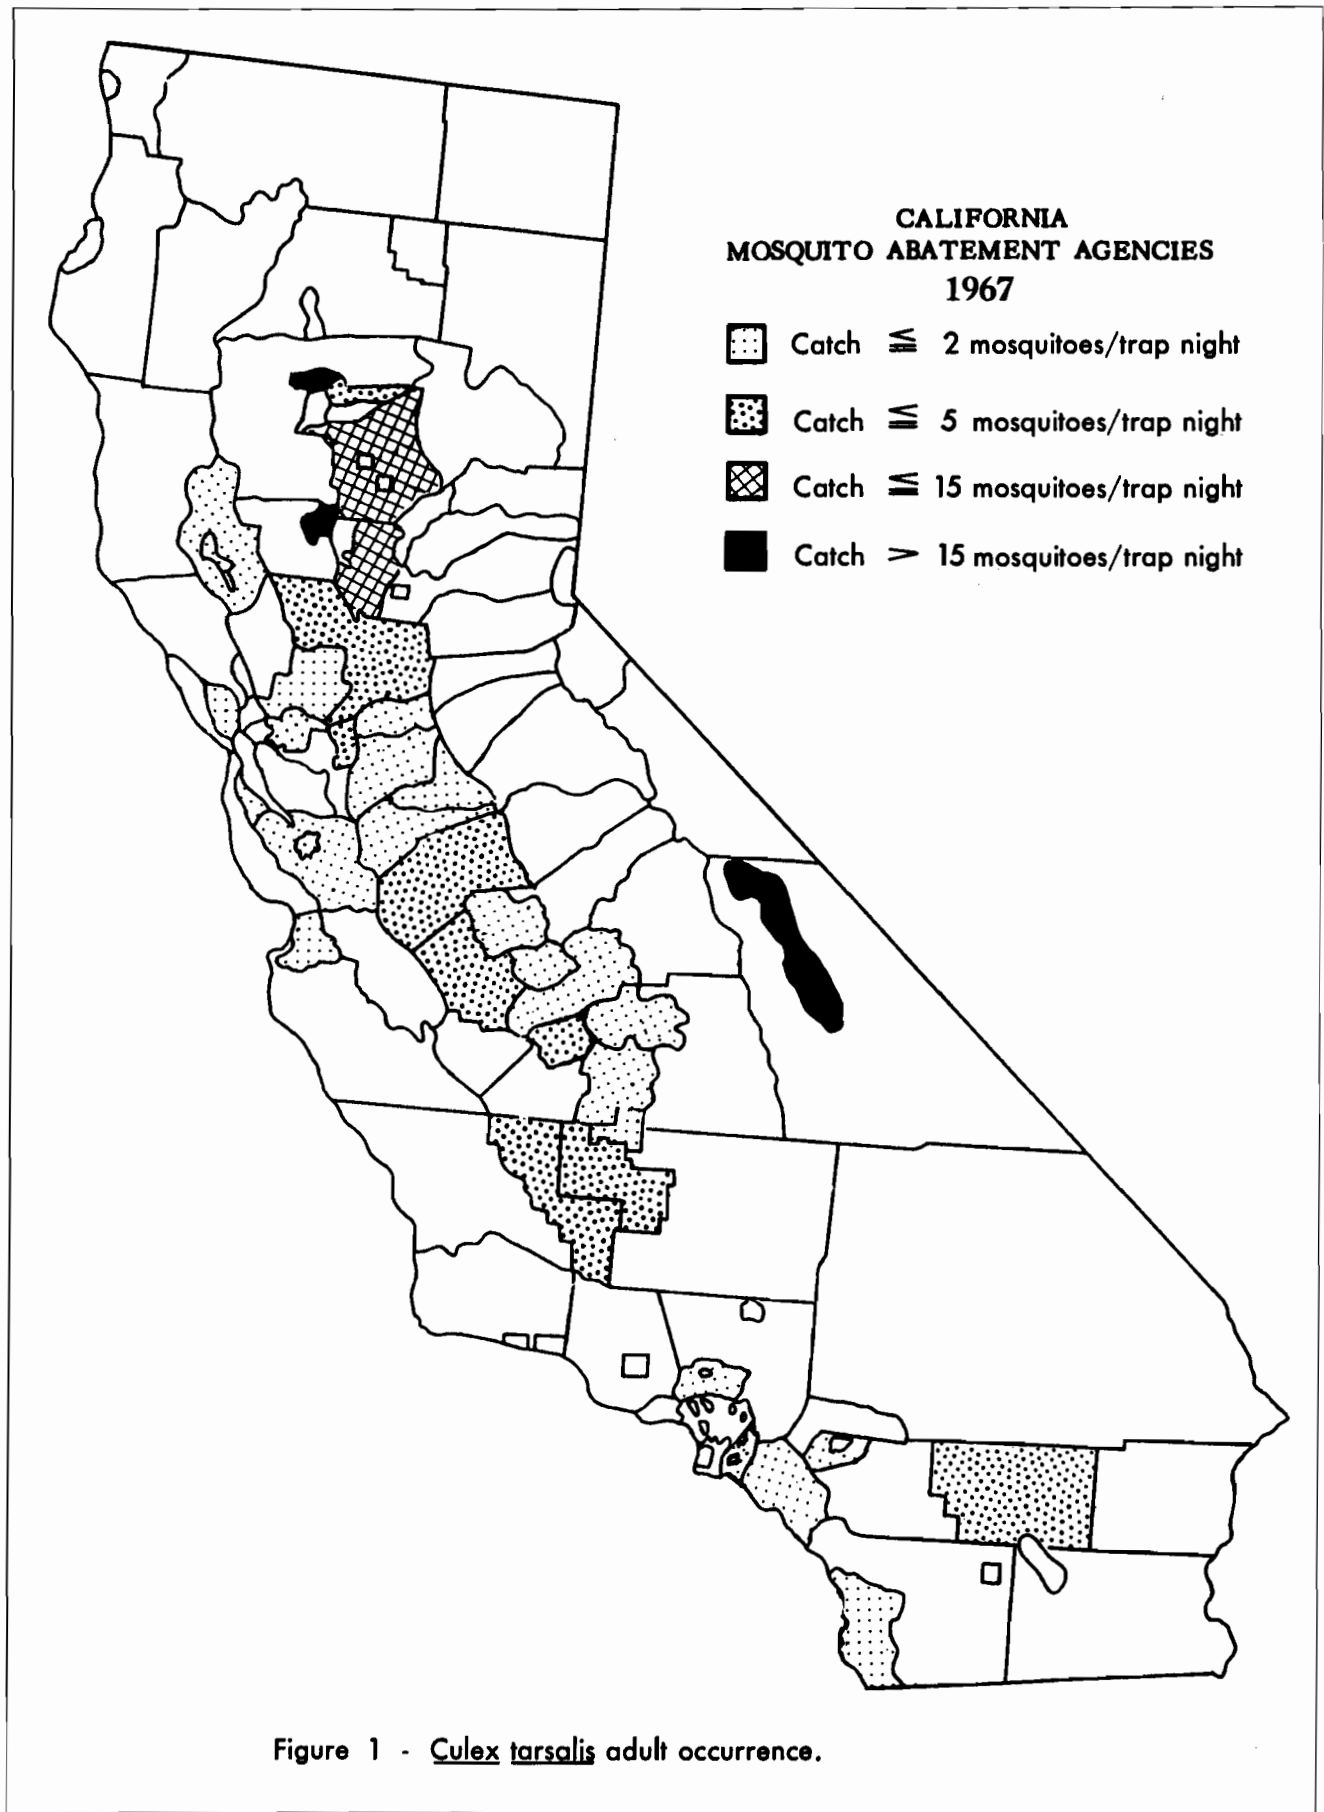 CALIFORNIA
MOSQUITO ABATEMENT AGENCIES
1967
Catch ≦ 2 mosquitoes/trap night
Catch ≦ 5 mosquitoes/trap night
Catch ≦ 15 mosquitoes/trap night
Catch > 15 mosquitoes/trap night
Figure 1 - Culex tarsalis adult occurrence.